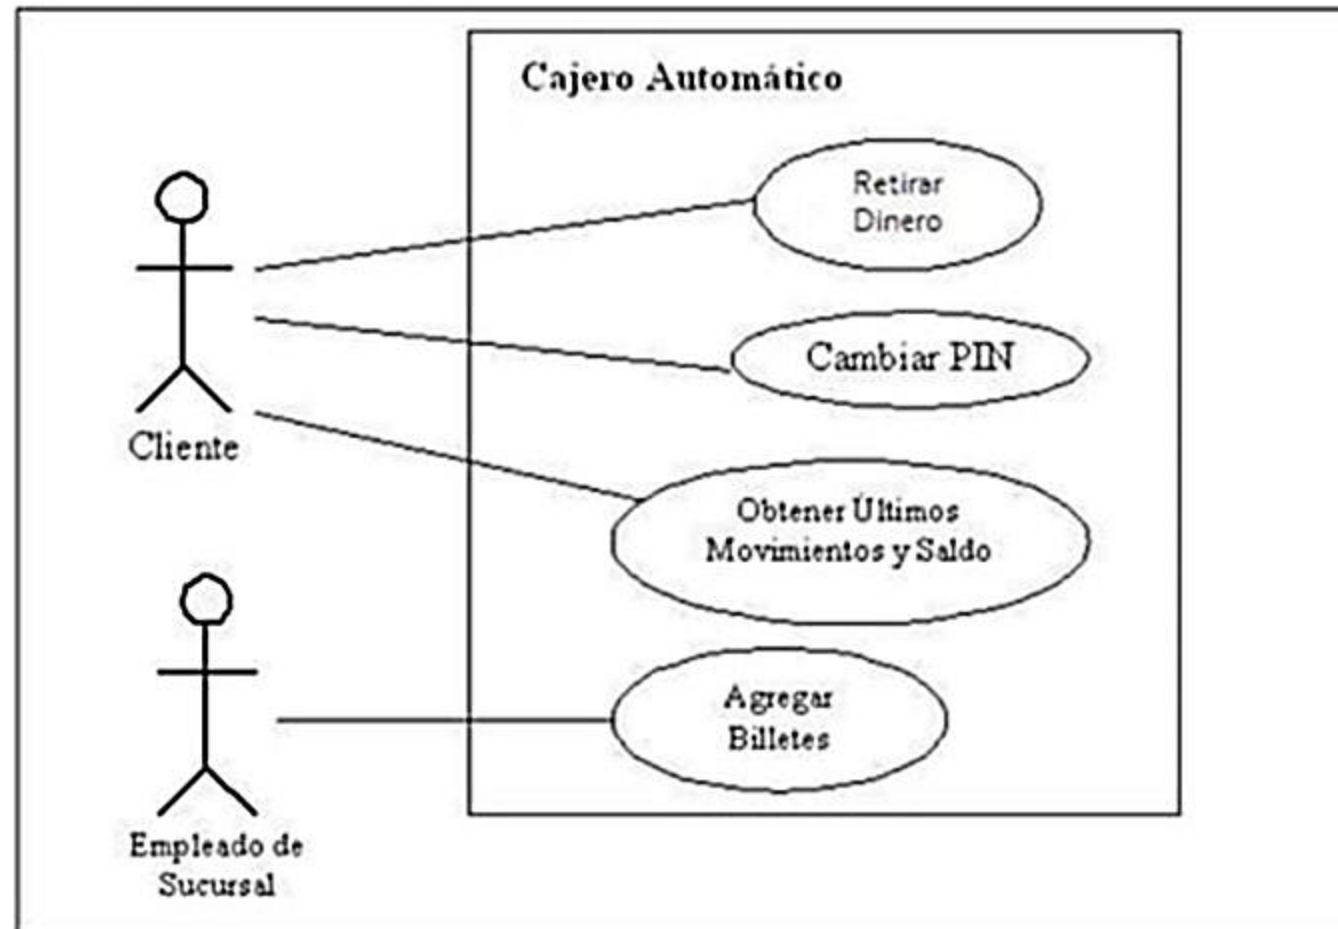 Cajero Automático
Retirar
Dinero
Cambiar PIN
Cliente
Obtener Últimos
Movimientos y Saldo
Agregar
Billetes
Empleado de
Sucursal